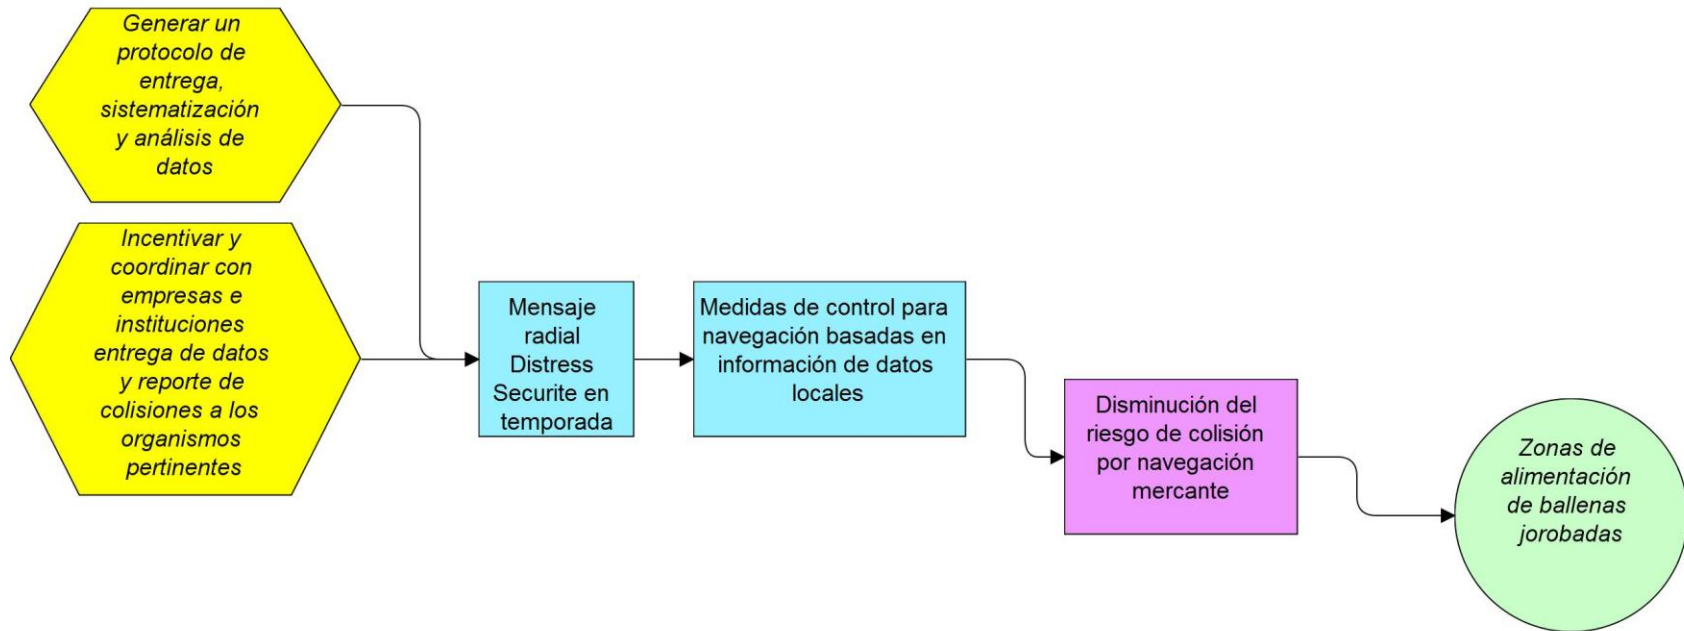 Generar un
protocolo de
entrega,
sistematización
y análisis de
datos
Incentivar y
coordinar con
empresas e
instituciones
entrega de datos
y reporte de
colisiones a los
organismos
pertinentes
Mensaje
radial
Distress
Securite en
temporada
Medidas de control para
navegación basadas en
información de datos
locales
Disminución del
riesgo de colisión
por navegación
mercante
Zonas de
alimentación
de ballenas
jorobadas